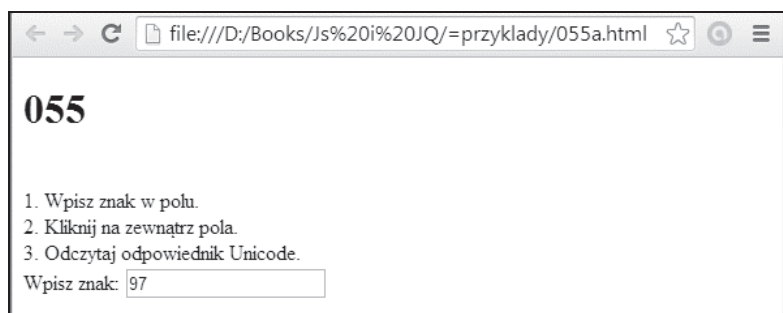 file:///D:/Books/Js%20i%20JQ/=przyklady/055a.html
055
1. Wpisz znak w polu.
2. Kliknij na zewnątrz pola.
3. Odczytaj odpowiednik Unicode.
Wpisz znak: 97